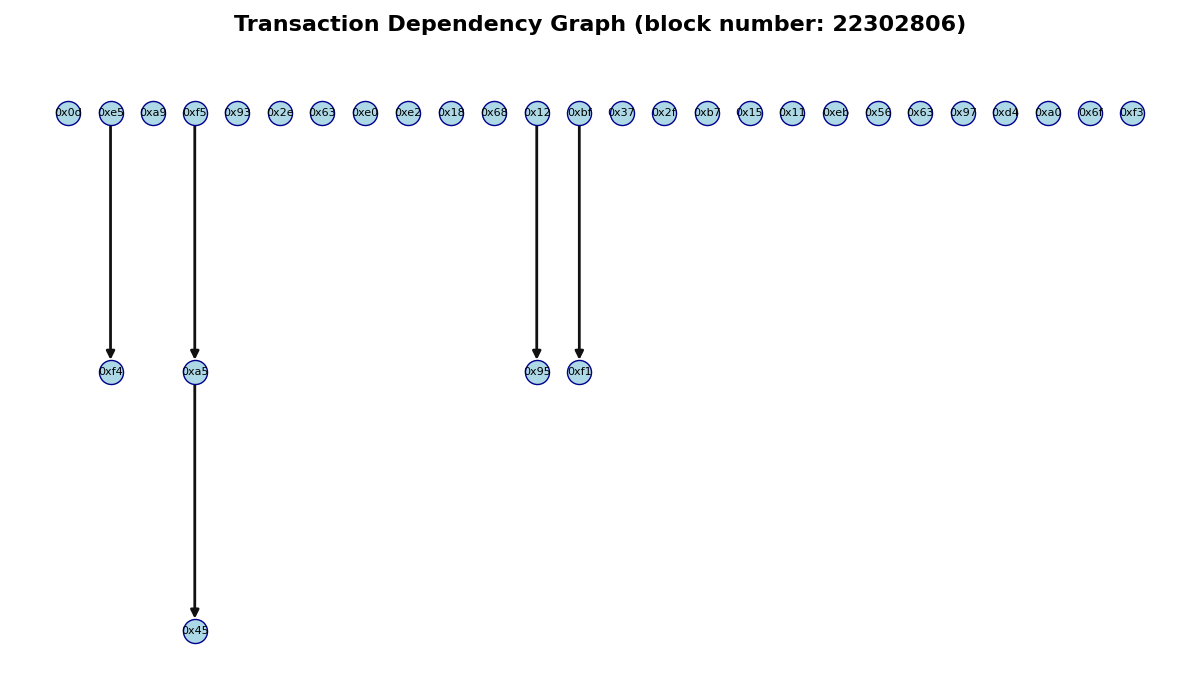 Transaction Dependency Graph (block number: 22302806)
0x0d 0xe5 0xa9 0xf5 0x93 0x2e 0x63 0xe0 0xe2 0x18 0x68 0x12 0xbf 0x37 0x2f 0xb7 0x15 0x11 0xeb 0x56 0x63 0x97 0xd4 0xa0 0x6f 0xf3
0xf4 0xa5 0x95 0xf1
0x45